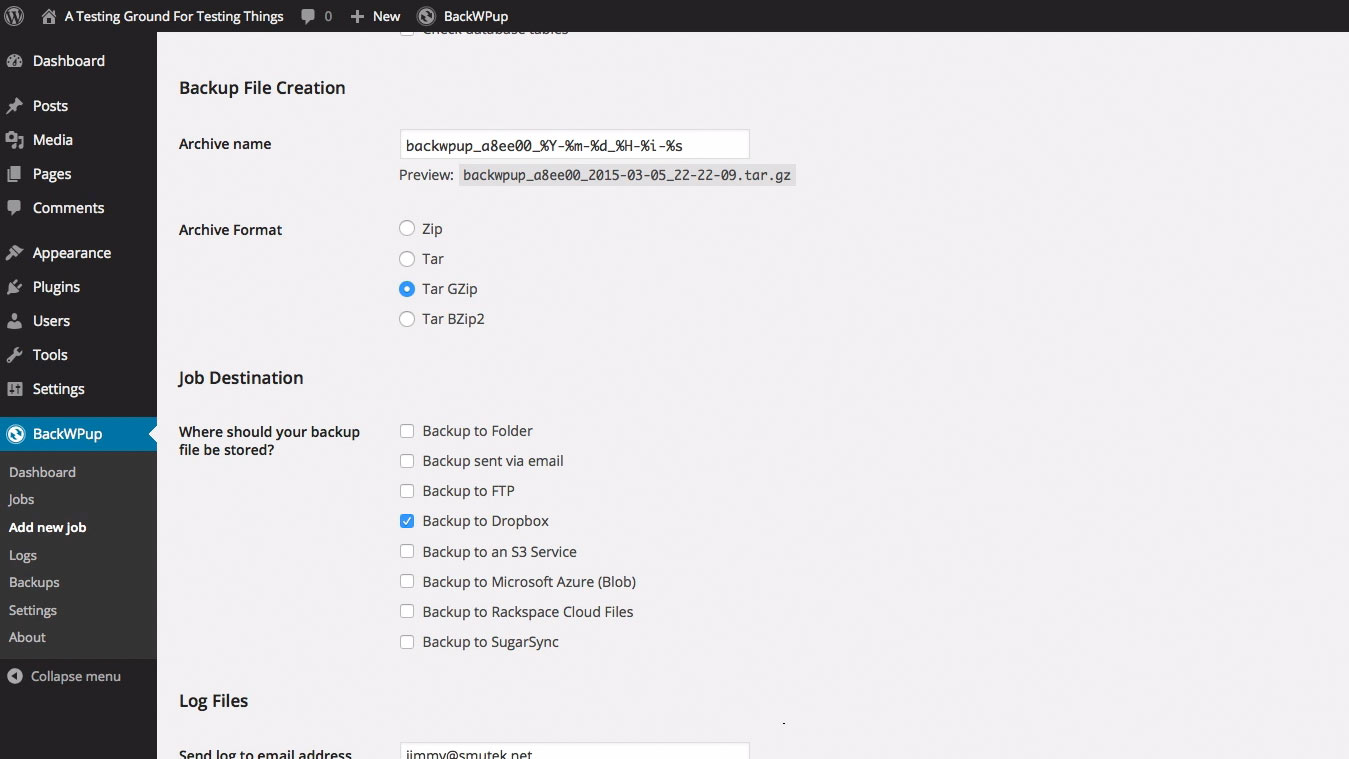 A Testing Ground For Testing Things 0 New BackWPup
Dashboard
Posts
Media
Pages
Comments
Appearance
Plugins
Users
Tools
Settings
BackWPup
Dashboard
Jobs
Add new job
Logs
Backups
Settings
About
Collapse menu
Check database tables
Backup File Creation
Archive name
backwpup_a8ee00_%Y-%m-%d_%H-%i-%s
Preview: backwpup_a8ee00_2015-03-05_22-22-09.tar.gz
Archive Format
Zip
Tar
Tar GZip
Tar BZip2
Job Destination
Where should your backup
file be stored?
Backup to Folder
Backup sent via email
Backup to FTP
Backup to Dropbox
Backup to an S3 Service
Backup to Microsoft Azure (Blob)
Backup to Rackspace Cloud Files
Backup to SugarSync
Log Files
Send log to email address
jimmy@smutek.net